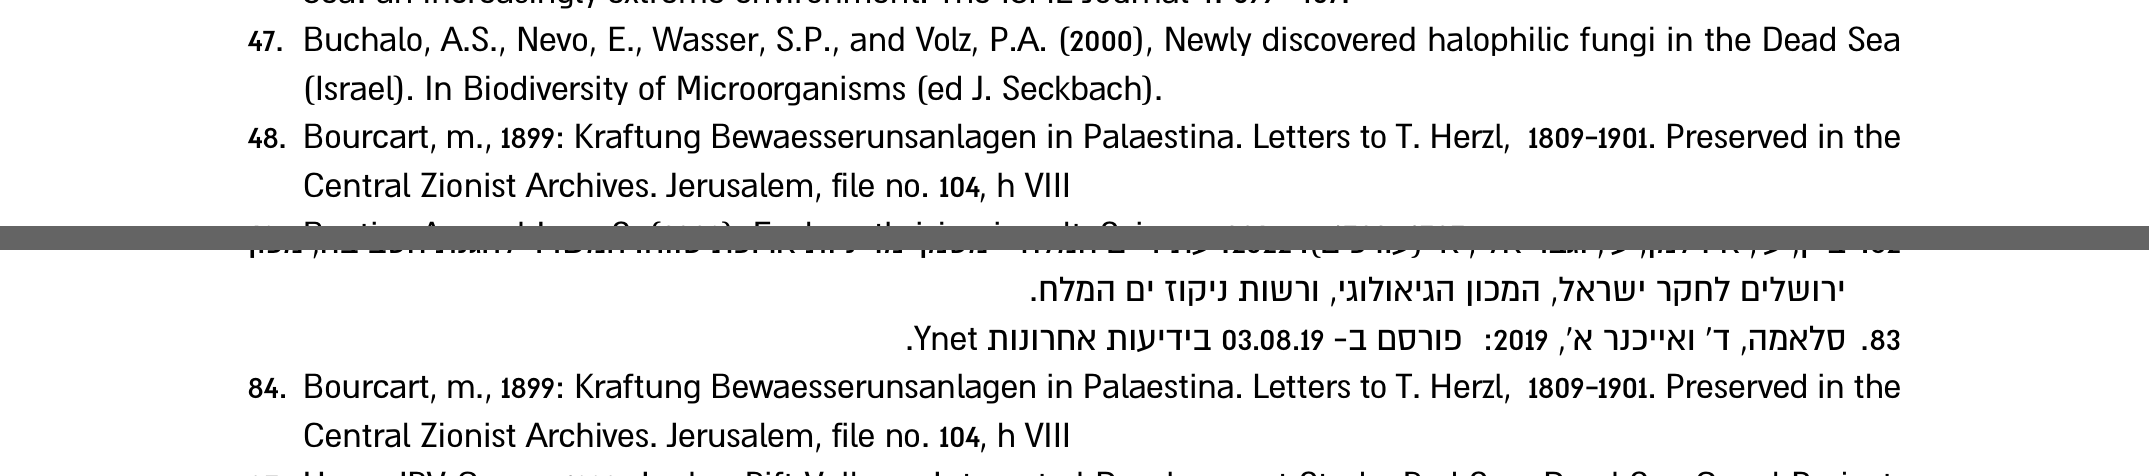 47. Buchalo, A.S., Nevo, E., Wasser, S.P., and Volz, P.A. (2000), Newly discovered halophilic fungi in the Dead Sea
(Israel). In Biodiversity of Microorganisms (ed J. Seckbach).
48. Bourcart, m., 1899: Kraftung Bewaesserunsanlagen in Palaestina. Letters to T. Herzl, 1809-1901. Preserved in the
Central Zionist Archives. Jerusalem, file no. 104, h VIII
ירושלים לחקר ישראל, המכון הגיאולוגי, ורשות ניקוז ים המלח.
83. סלאמה, ד' ואייכנר א', 2019: פורסם ב- 03.08.19 בידיעות אחרונות Ynet.
84. Bourcart, m., 1899: Kraftung Bewaesserunsanlagen in Palaestina. Letters to T. Herzl, 1809-1901. Preserved in the
Central Zionist Archives. Jerusalem, file no. 104, h VIII